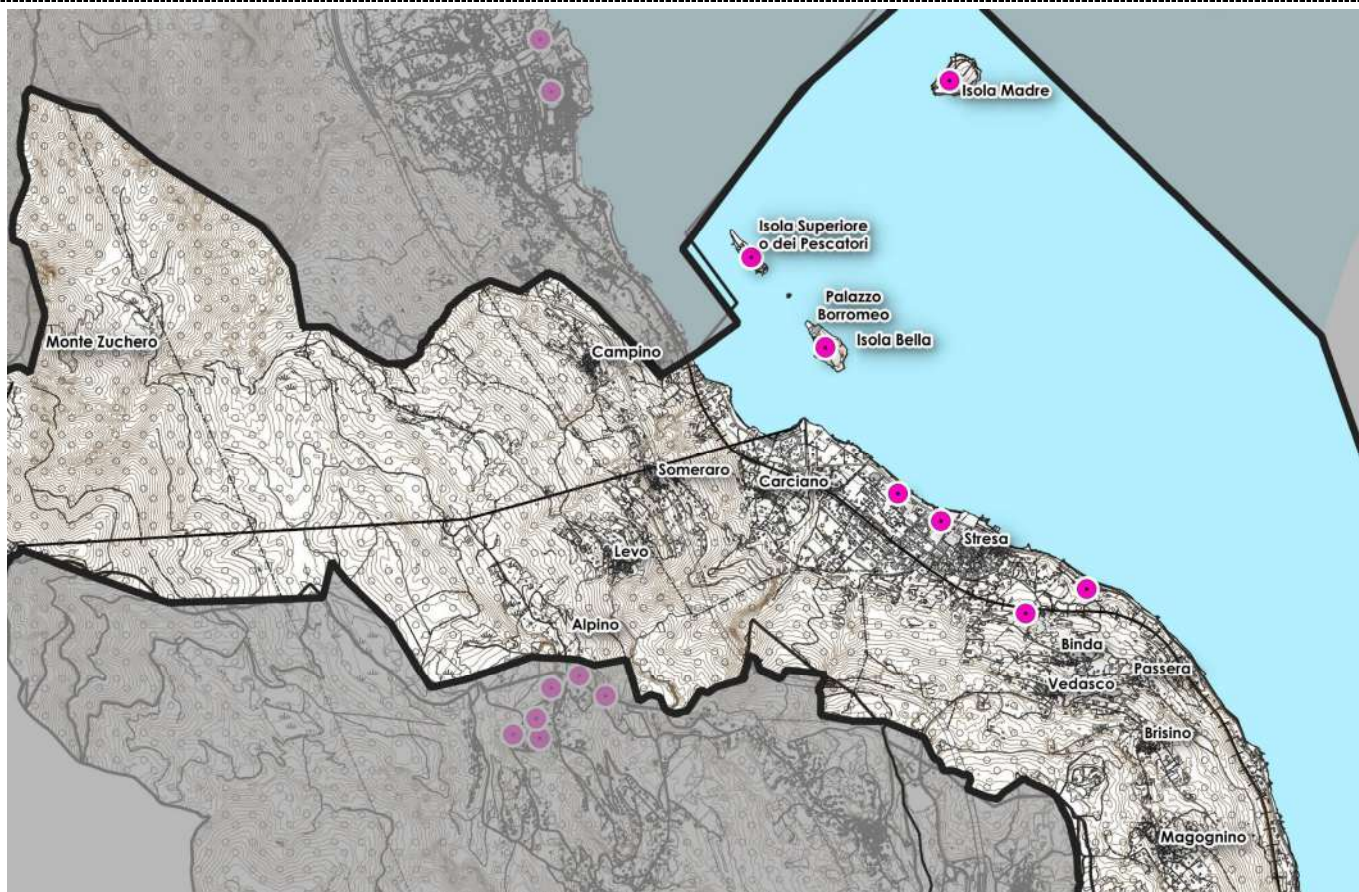 Isola Madre
Isola Superiore
o dei Pescatori
Palazzo
Borromeo
Isola Bella
Monte Zuchero
Campino
Someraro
Carciano
Stresa
Levo
Alpino
Binda
Vedasco
Passera
Brisino
Magognino